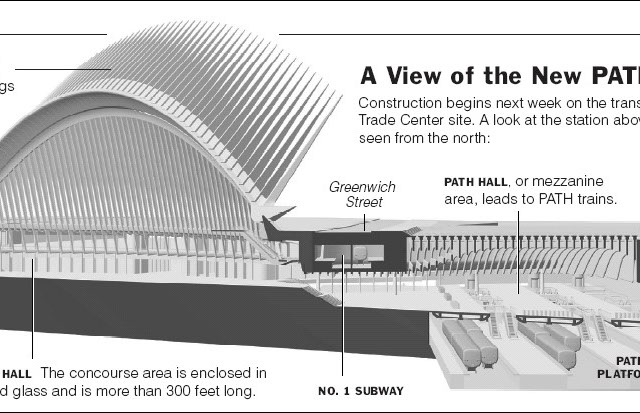 gs
A View of the New PATH
Construction begins next week on the trans
Trade Center site. A look at the station abov
seen from the north:
Greenwich
Street
PATH HALL, or mezzanine
area, leads to PATH trains.
HALL The concourse area is enclosed in
d glass and is more than 300 feet long.
NO. 1 SUBWAY
PATH
PLATFO